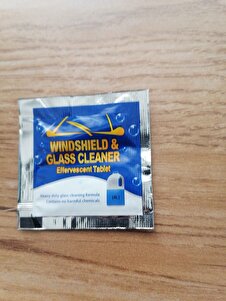 WINDSHIELD &
GLASS CLEANER
Effervescent Tablet
Heavy duty glass cleaning formula
Contains no harmful chemicals